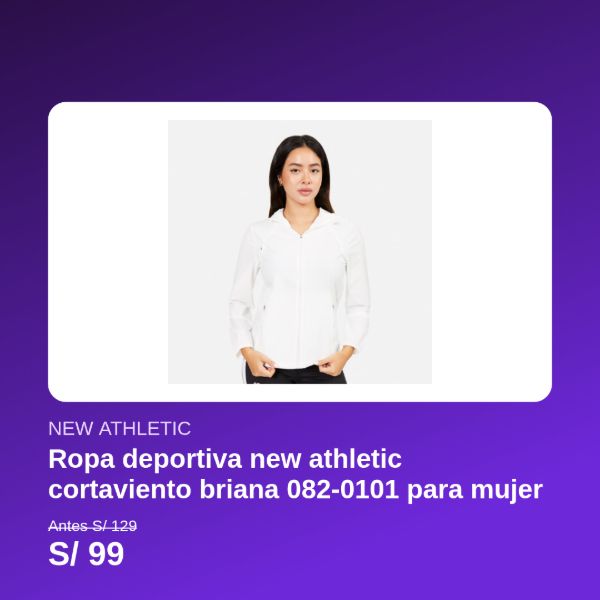 NEW ATHLETIC
Ropa deportiva new athletic
cortaviento briana 082-0101 para mujer
Antes S/ 129
S/ 99